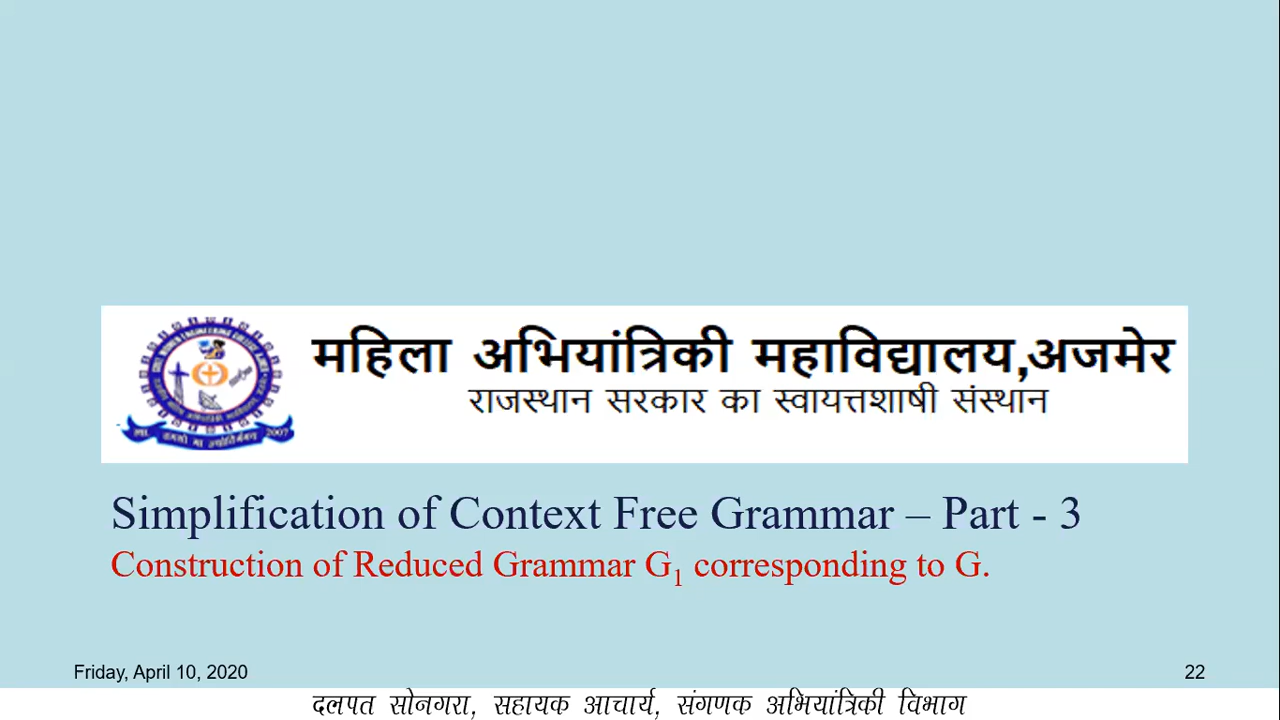 महिला अभियांत्रिकी महाविद्यालय,अजमेर
राजस्थान सरकार का स्वायत्तशाषी संस्थान
2007
Simplification of Context Free Grammar – Part - 3
Construction of Reduced Grammar G1 corresponding to G.
Friday, April 10, 2020
22
दलपत सोनगरा, सहायक आचार्य, संगणक अभियांत्रिकी विभाग